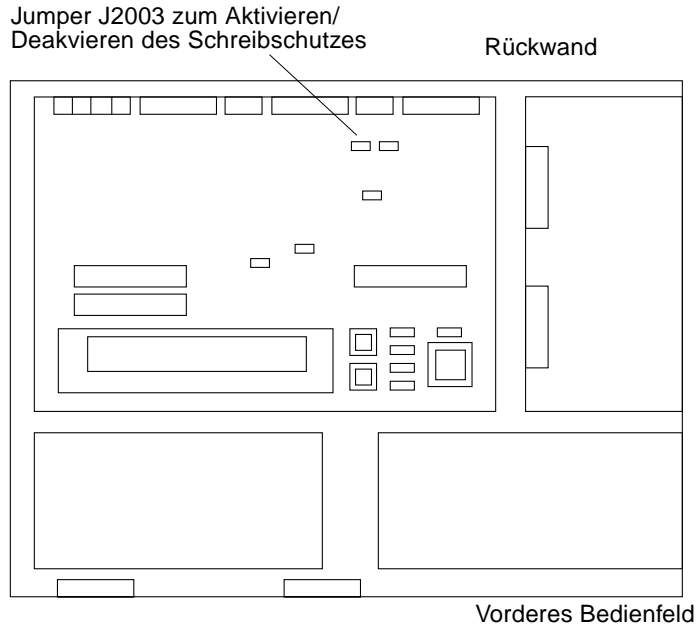 Jumper J2003 zum Aktivieren/
Deakvieren des Schreibschutzes
Rückwand
Vorderes Bedienfeld